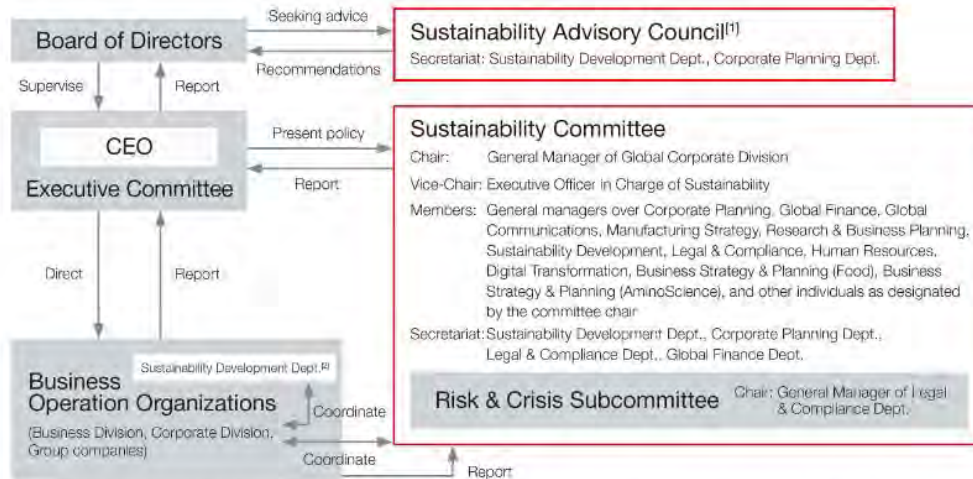 Seeking advice
Board of Directors
Sustainability Advisory Council[1]
Secretariat: Sustainability Development Dept., Corporate Planning Dept.
Recommendations
Supervise
Report
CEO
Executive Committee
Present policy
Report
Sustainability Committee
Chair: General Manager of Global Corporate Division
Vice-Chair: Executive Officer in Charge of Sustainability
Members: General managers over Corporate Planning, Global Finance, Global
Communications, Manufacturing Strategy, Research & Business Planning,
Sustainability Development, Legal & Compliance, Human Resources,
Digital Transformation, Business Strategy & Planning (Food), Business
Strategy & Planning (AminoScience), and other individuals as designated
by the committee chair
Secretariat: Sustainability Development Dept., Corporate Planning Dept.,
Legal & Compliance Dept., Global Finance Dept.
Direct
Report
Sustainability Development Dept.[2]
Business
Operation Organizations
(Business Division, Corporate Division,
Group companies)
Coordinate
Coordinate
Risk & Crisis Subcommittee
Chair: General Manager of Legal
& Compliance Dept.
Report